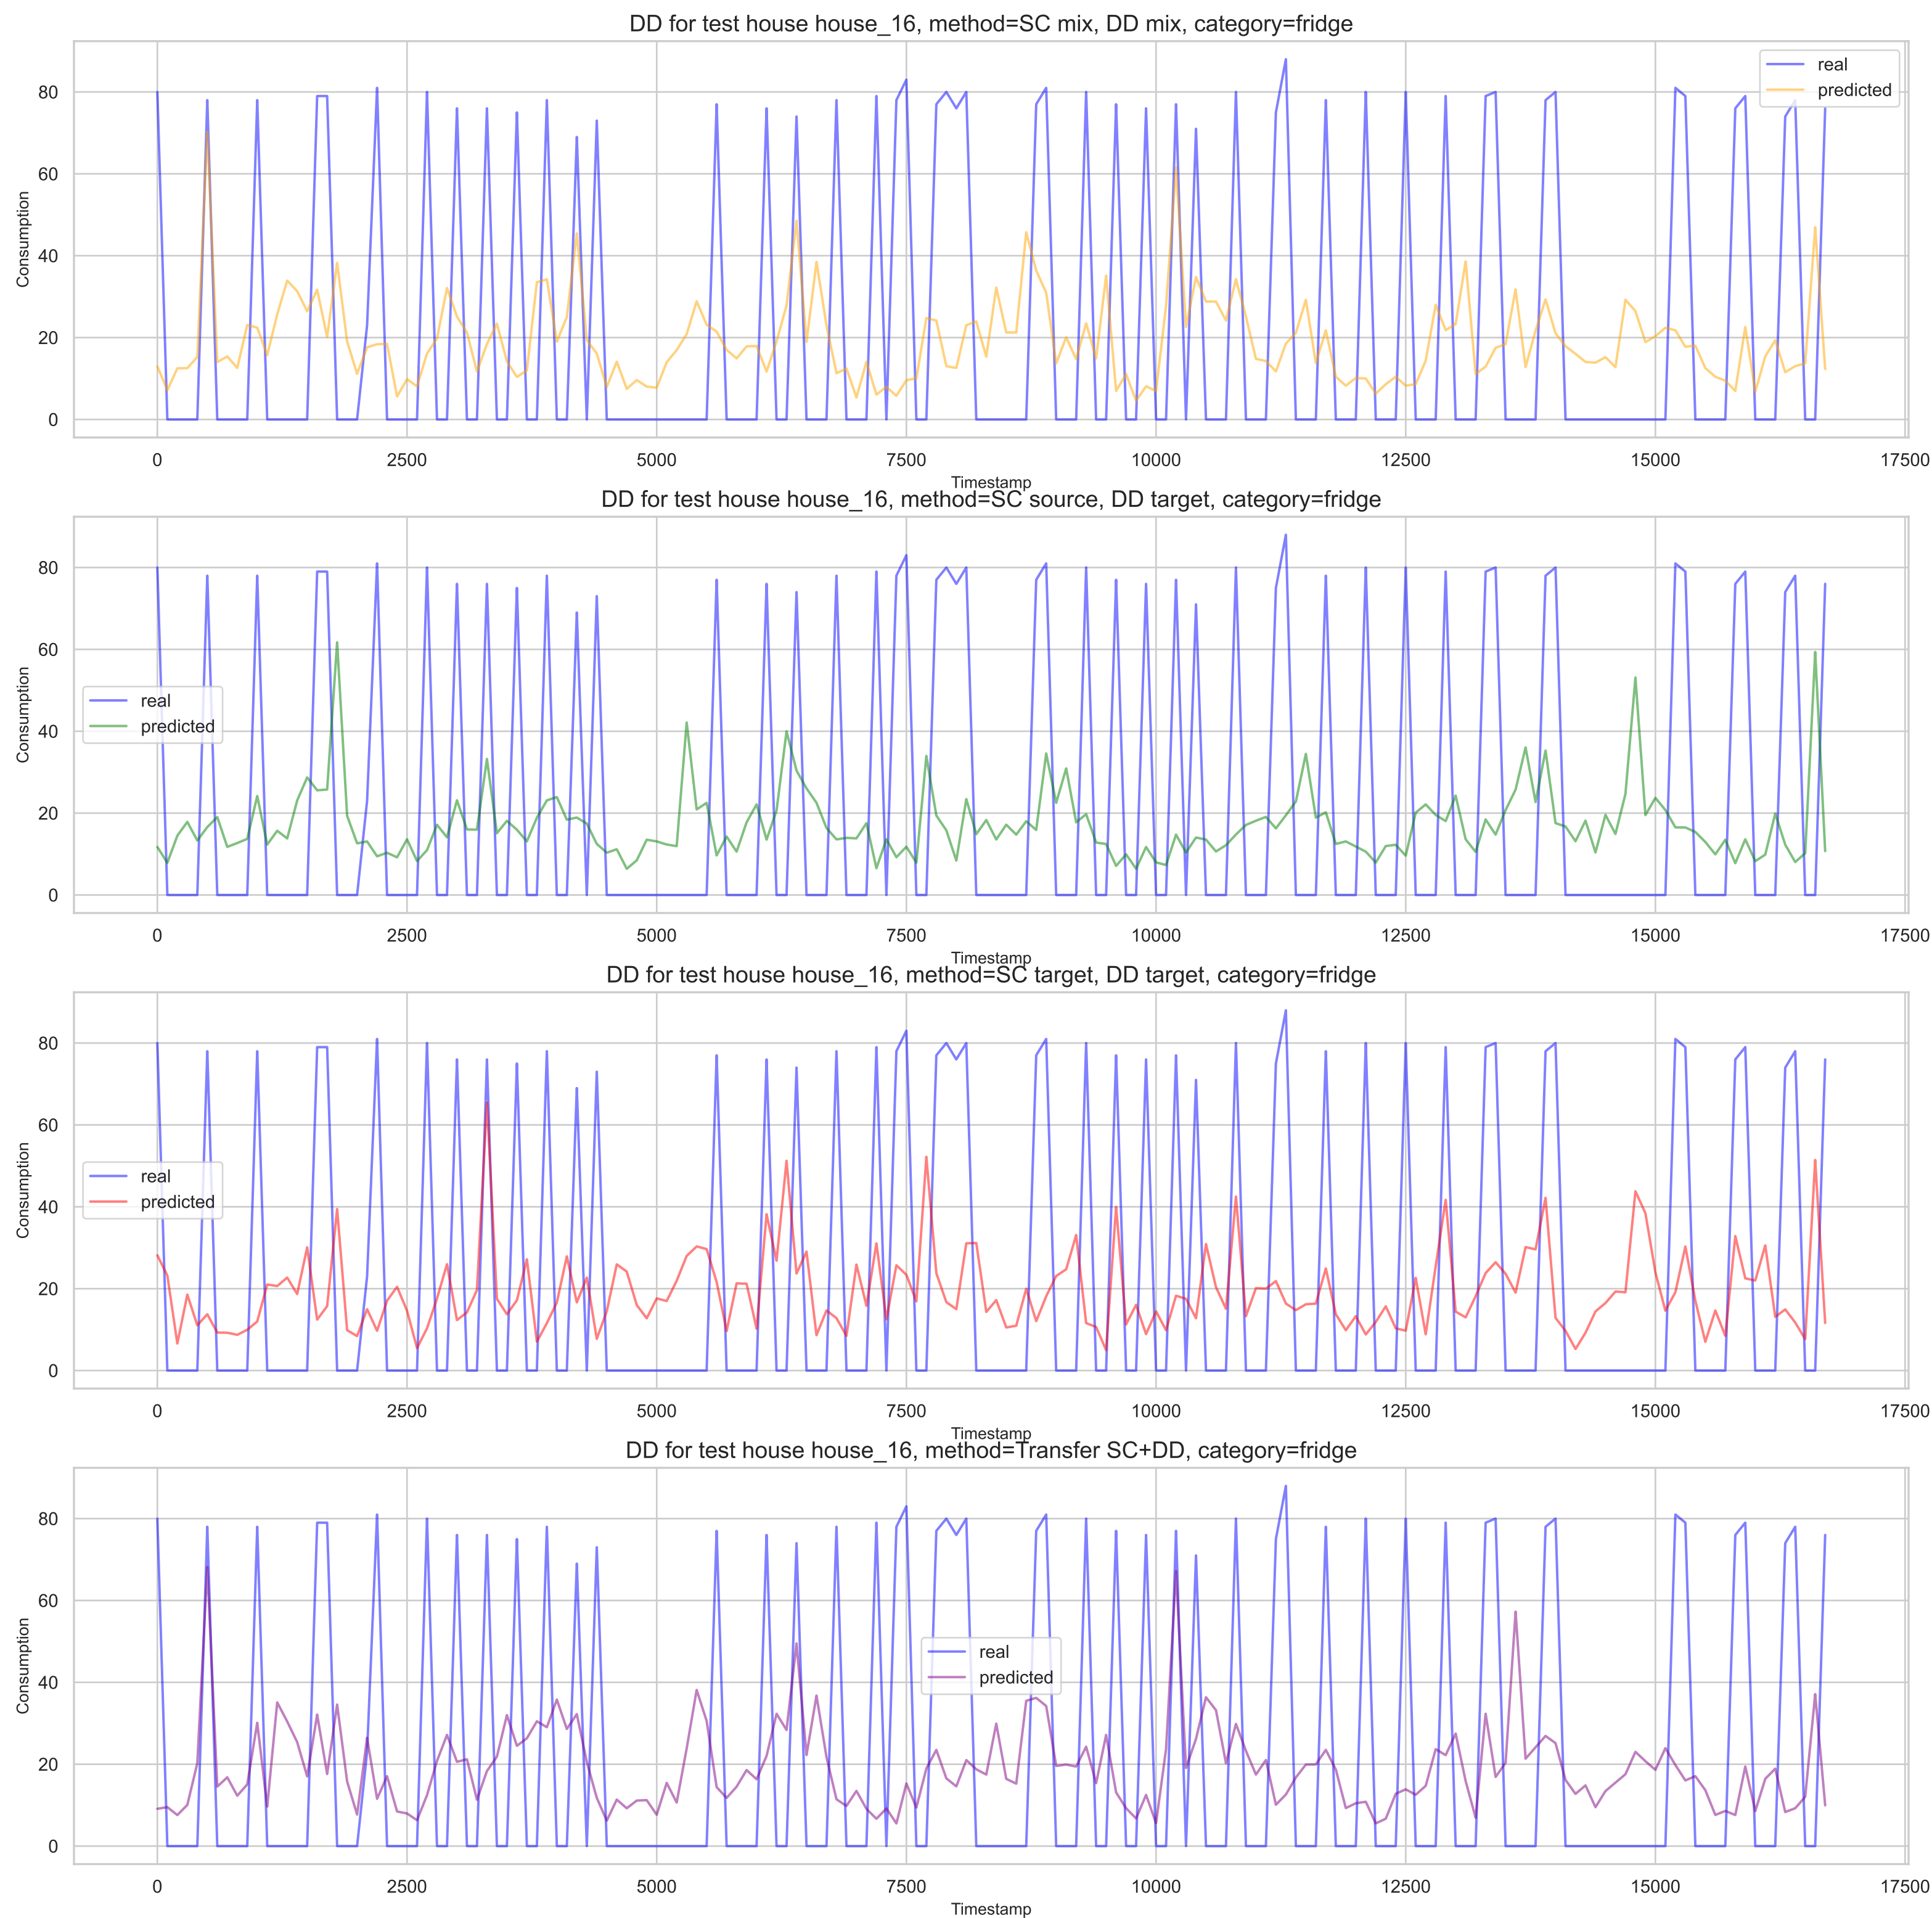 DD for test house house_16, method=SC mix, DD mix, category=fridge
real
predicted
Consumption
80
60
40
20
0
0 2500 5000 7500 10000 12500 15000 17500
Timestamp
DD for test house house_16, method=SC source, DD target, category=fridge
real
predicted
Consumption
80
60
40
20
0
0 2500 5000 7500 10000 12500 15000 17500
Timestamp
DD for test house house_16, method=SC target, DD target, category=fridge
real
predicted
Consumption
80
60
40
20
0
0 2500 5000 7500 10000 12500 15000 17500
Timestamp
DD for test house house_16, method=Transfer SC+DD, category=fridge
real
predicted
Consumption
80
60
40
20
0
0 2500 5000 7500 10000 12500 15000 17500
Timestamp